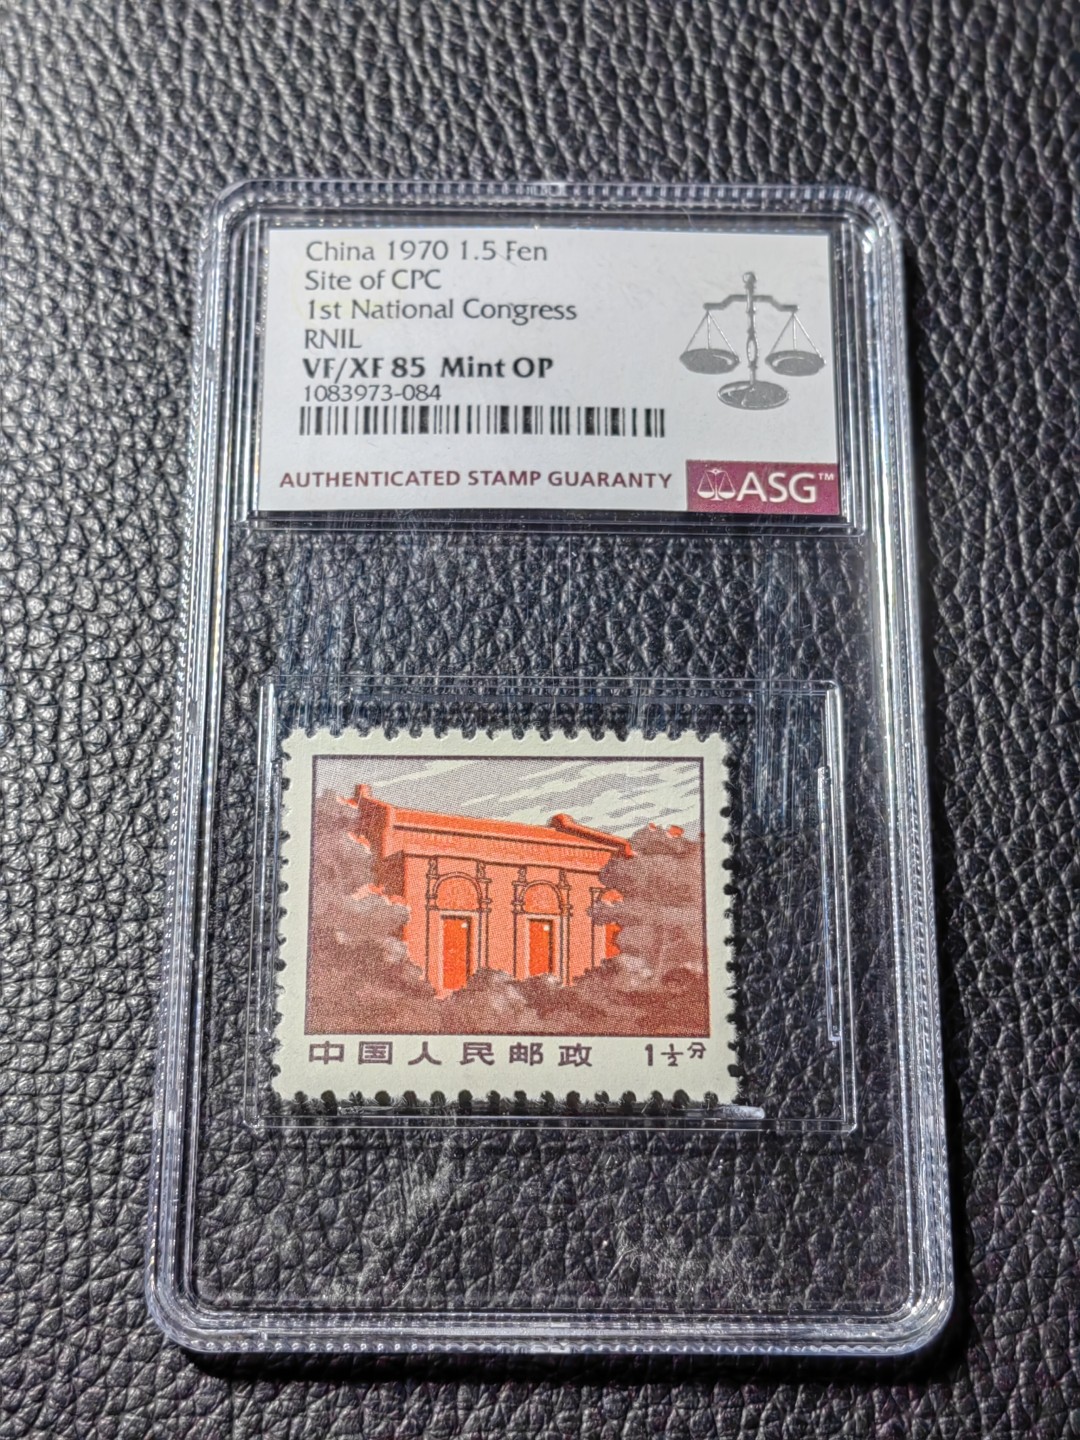 China 1970 1.5 Fen
Site of CPC
1st National Congress
RNIL
VF/XF 85 Mint OP
1083973-084
AUTHENTICATED STAMP GUARANTY
ASG™
中国人民邮政 1½分